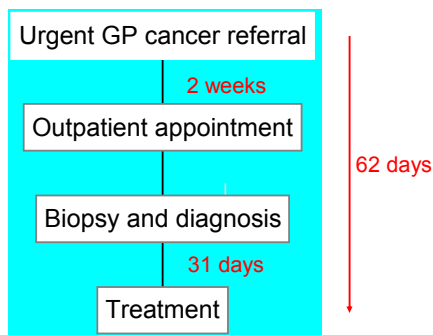 Urgent GP cancer referral
2 weeks
Outpatient appointment
62 days
Biopsy and diagnosis
31 days
Treatment